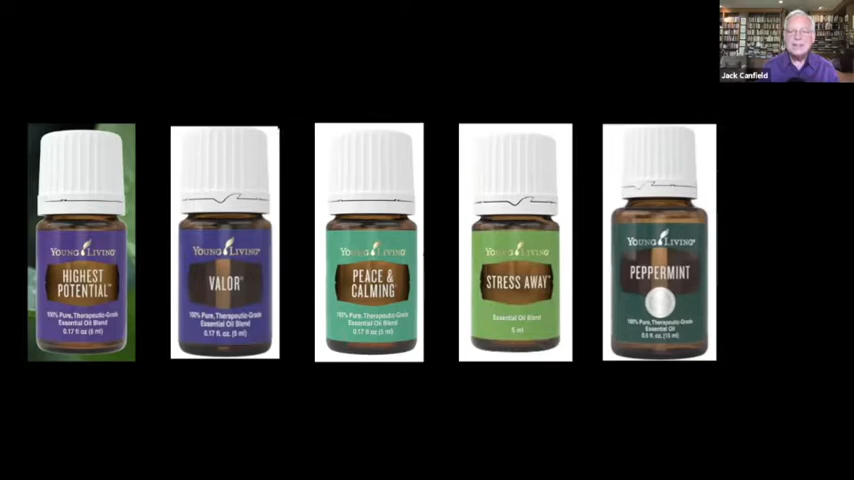 Jack Canfield
YOUNG LIVING
HIGHEST
POTENTIAL™
100% Pure, Therapeutic-Grade
Essential Oil Blend
0.17 fl oz (5 ml)
YOUNG LIVING
VALOR®
100% Pure, Therapeutic-Grade
Essential Oil Blend
0.17 fl. oz (5 ml)
YOUNG LIVING
PEACE &
CALMING®
100% Pure, Therapeutic-Grade
Essential Oil Blend
0.17 fl oz (5 ml)
YOUNG LIVING
STRESS AWAY™
Essential Oil Blend
5 ml
YOUNG LIVING
PEPPERMINT
100% Pure, Therapeutic-Grade
Essential Oil
0.5 fl. oz. (15 ml)